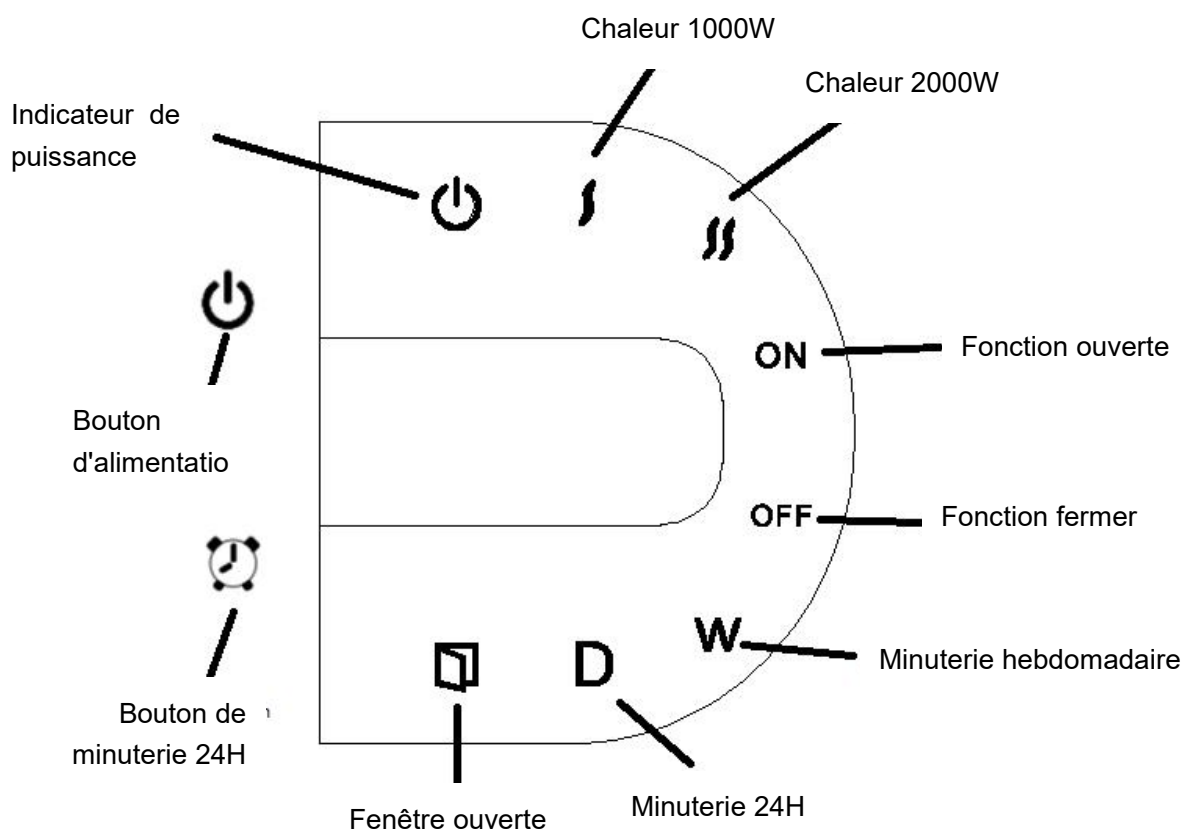 Chaleur 1000W
Chaleur 2000W
Indicateur de
puissance
ON
Fonction ouverte
Bouton
d'alimentatio
OFF
Fonction fermer
W
Minuterie hebdomadaire
D
Bouton de
minuterie 24H
Fenêtre ouverte
Minuterie 24H